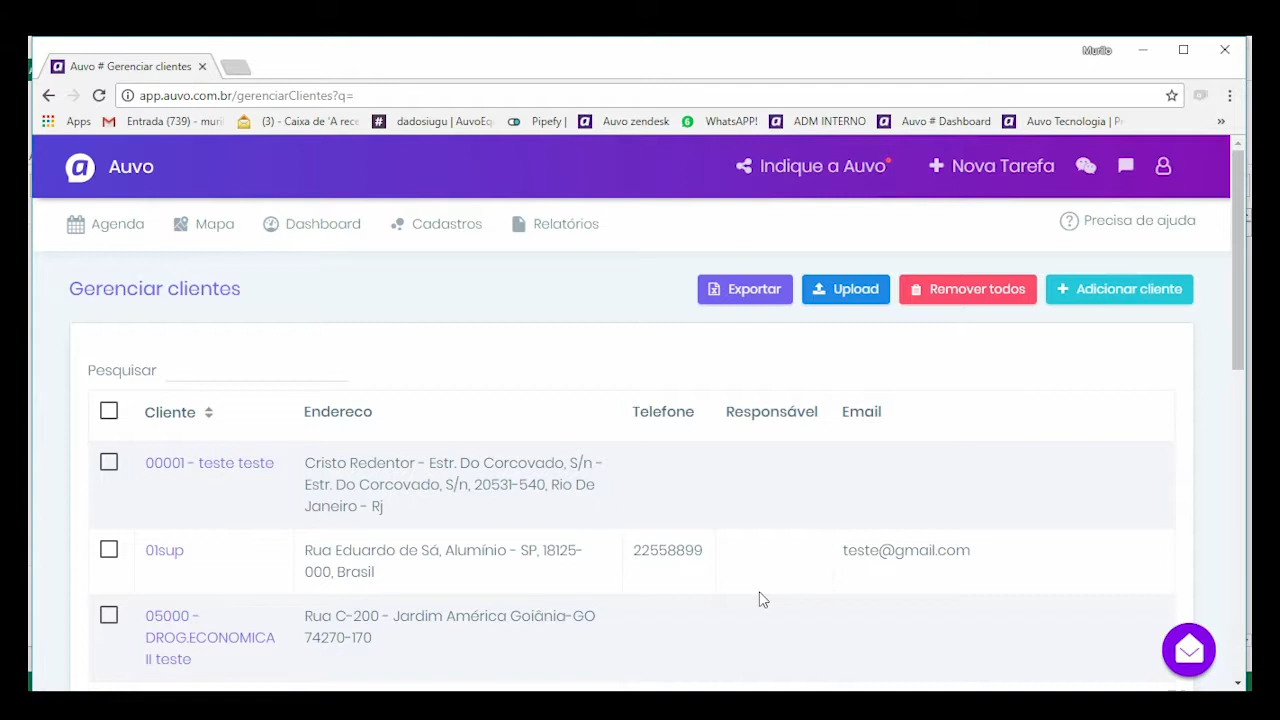 Murilo
Auvo # Gerenciar clientes
app.auvo.com.br/gerenciarClientes?q=
Apps Entrada (739) - muri (3) - Caixa de 'A rece # dadosiugu | AuvoEq Pipefy | Auvo zendesk 6 WhatsAPP! ADM INTERNO Auvo # Dashboard Auvo Tecnologia | Pr »
a Auvo Indique a Auvo Nova Tarefa
Agenda Mapa Dashboard Cadastros Relatórios Precisa de ajuda
Gerenciar clientes Exportar Upload Remover todos + Adicionar cliente
Pesquisar
Cliente Endereco Telefone Responsável Email
00001 - teste teste Cristo Redentor - Estr. Do Corcovado, S/n -
Estr. Do Corcovado, S/n, 20531-540, Rio De
Janeiro - Rj
01sup Rua Eduardo de Sá, Alumínio - SP, 18125- 22558899 teste@gmail.com
000, Brasil
05000 - Rua C-200 - Jardim América Goiânia-GO
DROG.ECONOMICA 74270-170
II teste